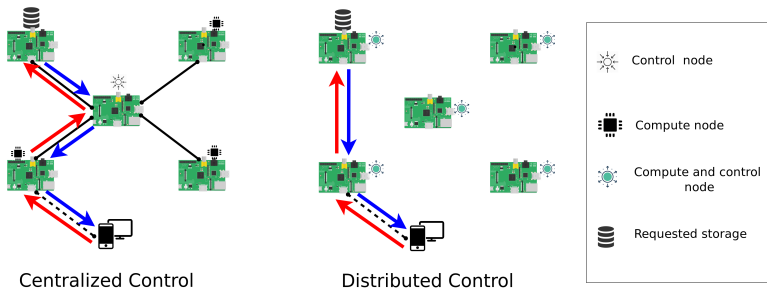 Control node
Compute node
Compute and control
node
Requested storage
Centralized Control
Distributed Control